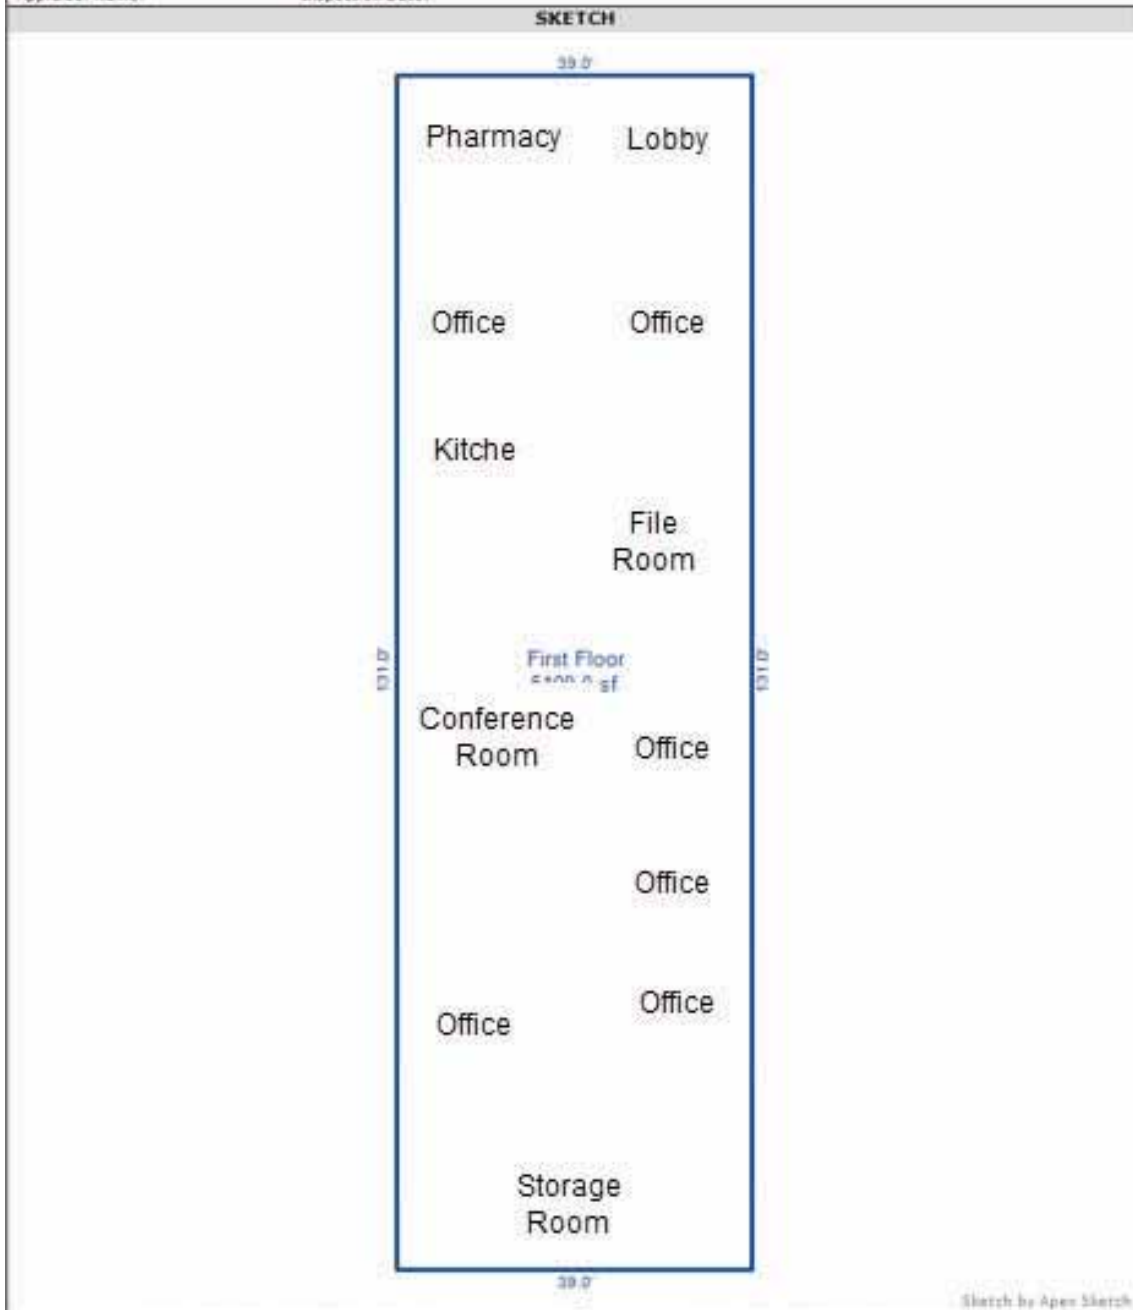 SKETCH
39.0'
Pharmacy Lobby
Office Office
Kitche
File
Room
131.0' 131.0'
First Floor
sf
Conference
Room
Office
Office
Office
Office
Storage
Room
39.0'
Sketch by Apex Sketch